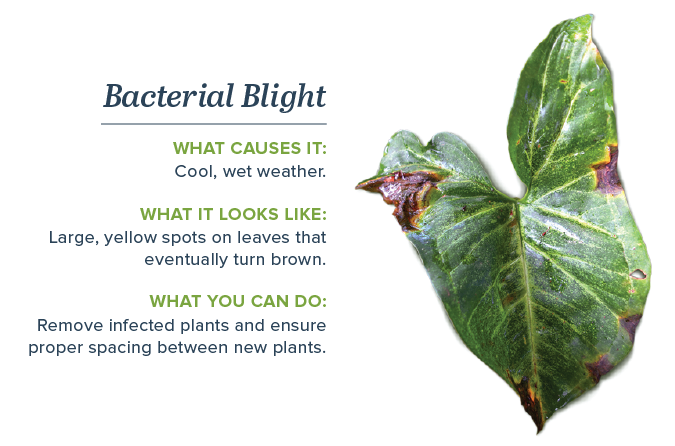 Bacterial Blight
WHAT CAUSES IT:
Cool, wet weather.
WHAT IT LOOKS LIKE:
Large, yellow spots on leaves that
eventually turn brown.
WHAT YOU CAN DO:
Remove infected plants and ensure
proper spacing between new plants.